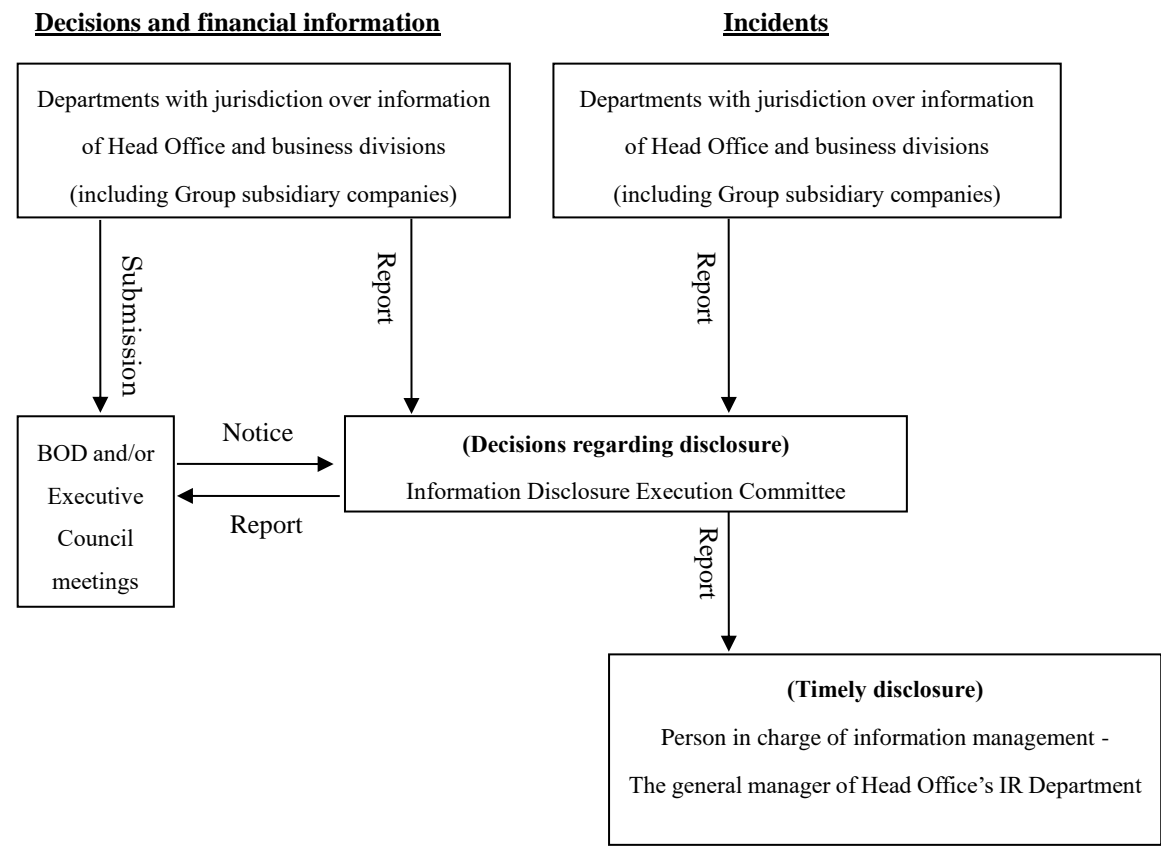 Decisions and financial information
Incidents
Departments with jurisdiction over information
of Head Office and business divisions
(including Group subsidiary companies)
Departments with jurisdiction over information
of Head Office and business divisions
(including Group subsidiary companies)
Submission
Report
Report
BOD and/or
Executive
Council
meetings
Notice
Report
(Decisions regarding disclosure)
Information Disclosure Execution Committee
Report
(Timely disclosure)
Person in charge of information management -
The general manager of Head Office’s IR Department